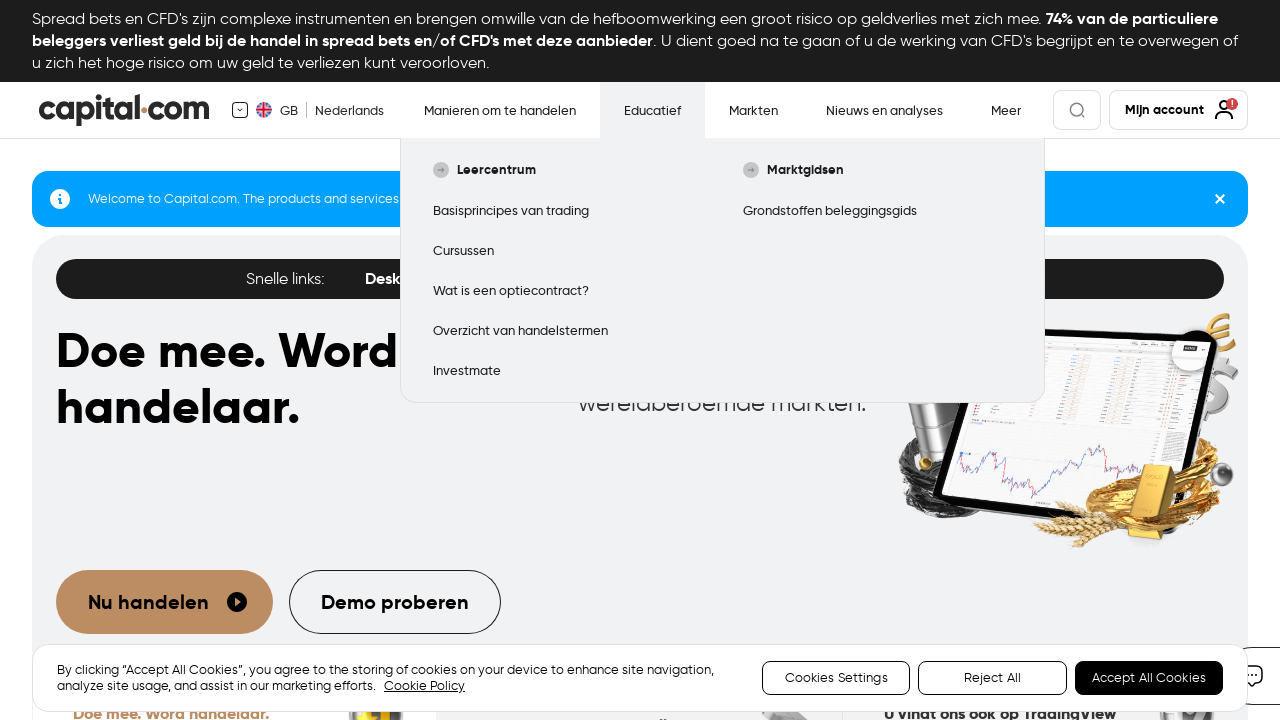 Spread bets en CFD's zijn complexe instrumenten en brengen omwille van de hefboomwerking een groot risico op geldverlies met zich mee. 74% van de particuliere
beleggers verliest geld bij de handel in spread bets en/of CFD's met deze aanbieder. U dient goed na te gaan of u de werking van CFD's begrijpt en te overwegen of
u zich het hoge risico om uw geld te verliezen kunt veroorloven.
capital.com
GB
Nederlands
Manieren om te handelen
Educatief
Markten
Nieuws en analyses
Meer
Mijn account
Leercentrum
Marktgidsen
Welcome to Capital.com. The products and services
Basisprincipes van trading
Grondstoffen beleggingsgids
Cursussen
Snelle links:
Desk
Wat is een optiecontract?
Overzicht van handelstermen
Investmate
Doe mee. Word
handelaar.
wereldberoemde markten.
Nu handelen
Demo proberen
By clicking “Accept All Cookies”, you agree to the storing of cookies on your device to enhance site navigation,
analyze site usage, and assist in our marketing efforts. Cookie Policy
Cookies Settings
Reject All
Accept All Cookies
Doe mee. Word handelaar.
U vindt ons ook op TradingView